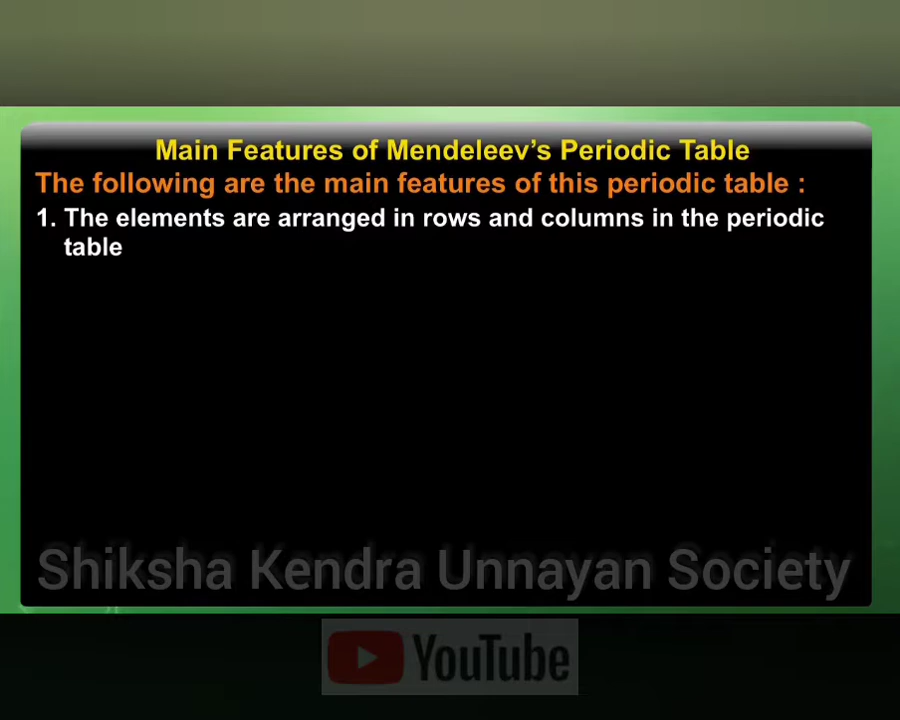 Main Features of Mendeleev’s Periodic Table
The following are the main features of this periodic table :
1. The elements are arranged in rows and columns in the periodic
table
Shiksha Kendra Unnayan Society
YouTube